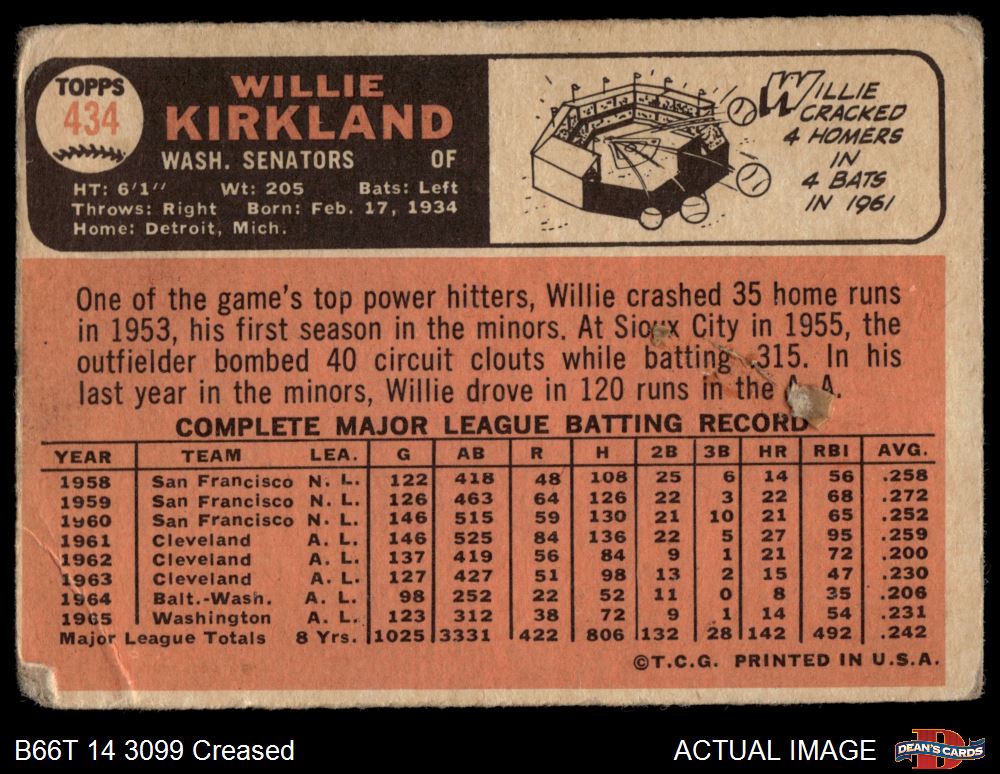 TOPPS
434
WILLIE
KIRKLAND
WASH. SENATORS OF
HT: 6'1" Wt: 205 Bats: Left
Throws: Right Born: Feb. 17, 1934
Home: Detroit, Mich.
WILLIE
CRACKED
4 HOMERS
IN
4 BATS
IN 1961
One of the game's top power hitters, Willie crashed 35 home runs
in 1953, his first season in the minors. At Sioux City in 1955, the
outfielder bombed 40 circuit clouts while batting .315. In his
last year in the minors, Willie drove in 120 runs in the A.A.
COMPLETE MAJOR LEAGUE BATTING RECORD
YEAR TEAM LEA. G AB R H 2B 3B HR RBI AVG.
1958 San Francisco N. L. 122 418 48 108 25 6 14 56 .258
1959 San Francisco N. L. 126 463 64 126 22 3 22 68 .272
1960 San Francisco N. L. 146 515 59 130 21 10 21 65 .252
1961 Cleveland A. L. 146 525 84 136 22 5 27 95 .259
1962 Cleveland A. L. 137 419 56 84 9 1 21 72 .200
1963 Cleveland A. L. 127 427 51 98 13 2 15 47 .230
1964 Balt.-Wash. A. L. 98 252 22 52 11 0 8 35 .206
1965 Washington A. L. 123 312 38 72 9 1 14 54 .231
Major League Totals 8 Yrs. 1025 3331 422 806 132 28 142 492 .242
©T.C.G. PRINTED IN U.S.A.
B66T 14 3099 Creased
ACTUAL IMAGE
DEAN'S CARDS